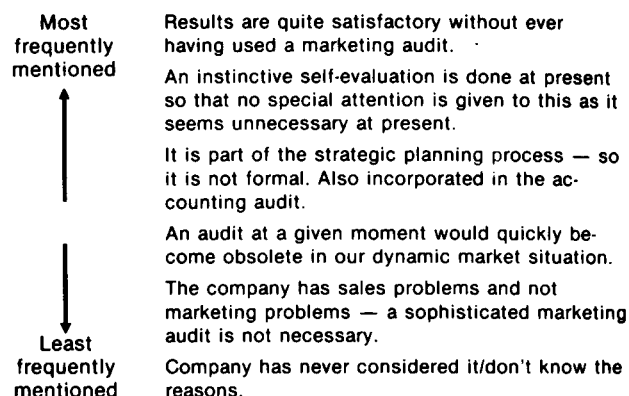 Most
frequently
mentioned
Results are quite satisfactory without ever
having used a marketing audit.
An instinctive self-evaluation is done at present
so that no special attention is given to this as it
seems unnecessary at present.
It is part of the strategic planning process — so
it is not formal. Also incorporated in the ac-
counting audit.
An audit at a given moment would quickly be-
come obsolete in our dynamic market situation.
The company has sales problems and not
marketing problems — a sophisticated marketing
audit is not necessary.
Least
frequently
mentioned
Company has never considered it/don't know the
reasons.